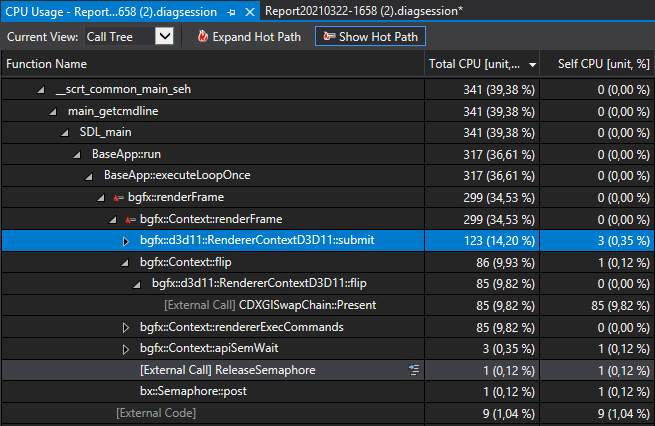 CPU Usage - Report...658 (2).diagsession Report20210322-1658 (2).diagsession*
Current View: Call Tree Expand Hot Path Show Hot Path
Function Name Total CPU [unit,... Self CPU [unit, %]
__scrt_common_main_seh 341 (39,38 %) 0 (0,00 %)
main_getcmdline 341 (39,38 %) 0 (0,00 %)
SDL_main 341 (39,38 %) 0 (0,00 %)
BaseApp::run 317 (36,61 %) 0 (0,00 %)
BaseApp::executeLoopOnce 317 (36,61 %) 0 (0,00 %)
bgfx::renderFrame 299 (34,53 %) 0 (0,00 %)
bgfx::Context::renderFrame 299 (34,53 %) 0 (0,00 %)
bgfx::d3d11::RendererContextD3D11::submit 123 (14,20 %) 3 (0,35 %)
bgfx::Context::flip 86 (9,93 %) 1 (0,12 %)
bgfx::d3d11::RendererContextD3D11::flip 85 (9,82 %) 0 (0,00 %)
[External Call] CDXGISwapChain::Present 85 (9,82 %) 85 (9,82 %)
bgfx::Context::rendererExecCommands 85 (9,82 %) 0 (0,00 %)
bgfx::Context::apiSemWait 3 (0,35 %) 1 (0,12 %)
[External Call] ReleaseSemaphore 1 (0,12 %) 1 (0,12 %)
bx::Semaphore::post 1 (0,12 %) 1 (0,12 %)
[External Code] 9 (1,04 %) 9 (1,04 %)